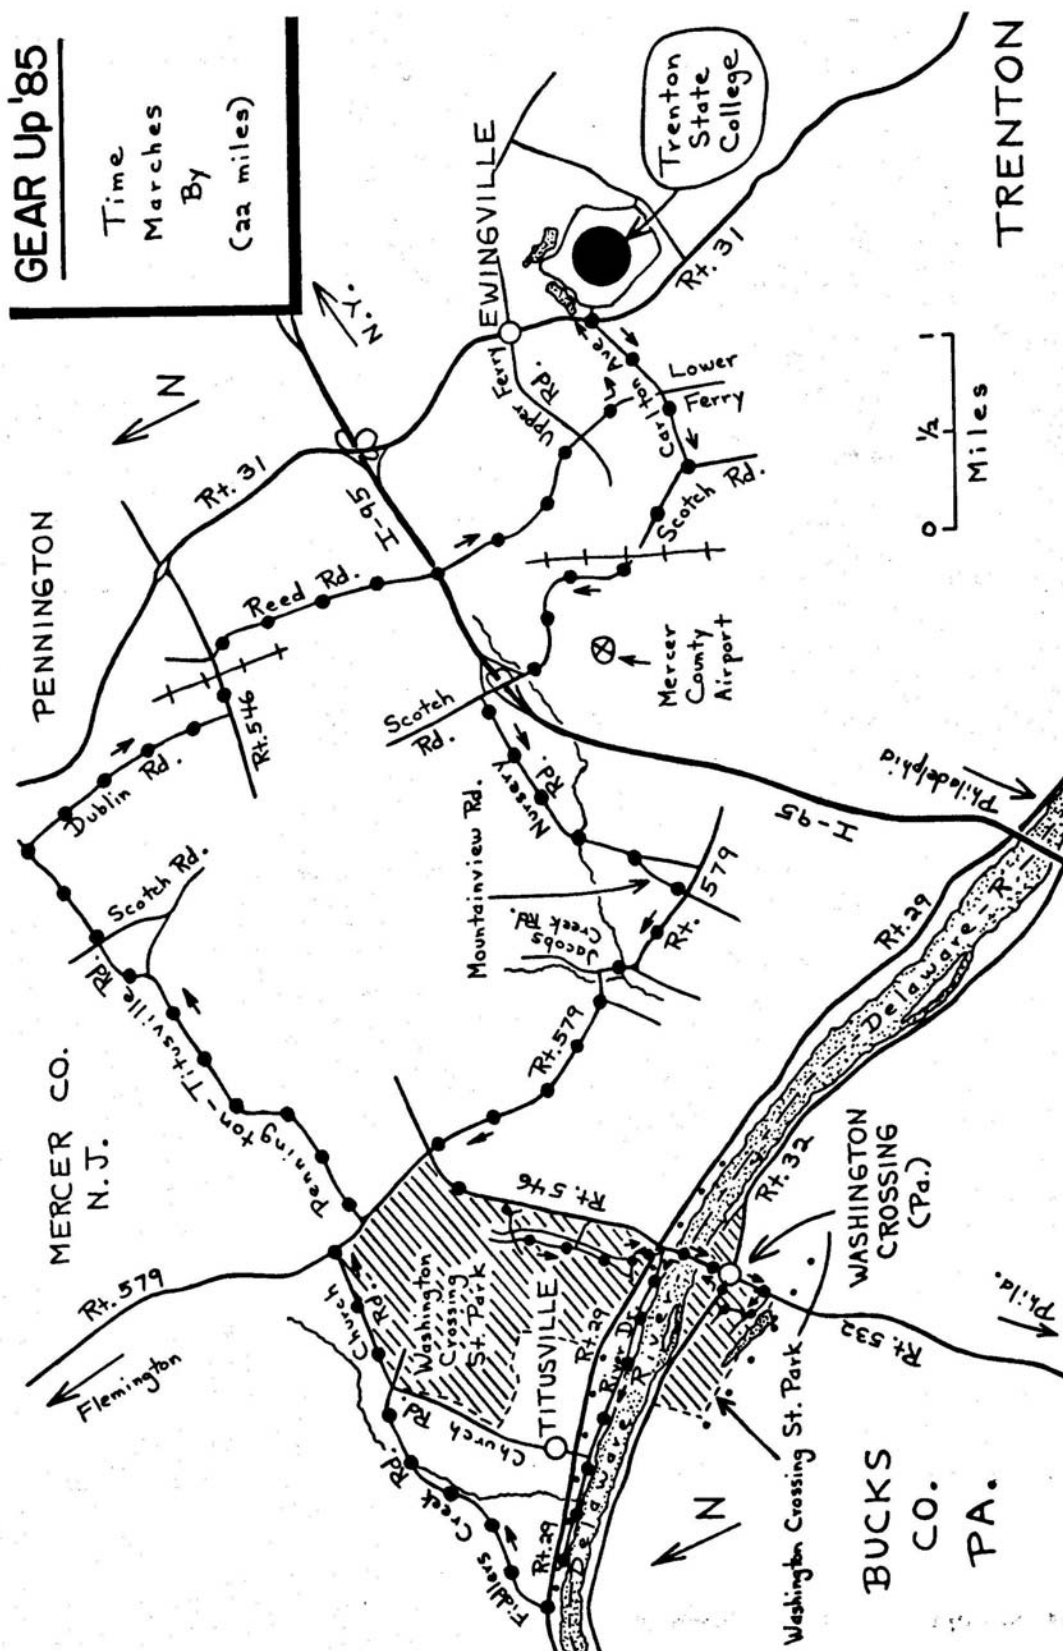 GEAR Up '85
Time
Marches
By
(22 miles)
N.Y.
N
PENNINGTON
Rt. 31
I-95
EWINGVILLE
Upper Ferry
Rd.
Trenton
State
College
Rt. 31
TRENTON
Carlton Ave.
Lower
Ferry
Scotch Rd.
0 ½ 1
Miles
Reed Rd.
Rt. 546
Dublin Rd.
Scotch
Rd.
Nursery
Rd.
Mercer
County
Airport
Mountainview Rd.
Jacobs
Creek Rd.
Rt. 579
I-95
Philadelphia
Rt. 29
Delaware R
MERCER CO.
N.J.
Scotch Rd.
Pennington - Titusville Rd.
Rt. 579
Rt. 579
Flemington
Church
Rd.
Washington
Crossing
St. Park
Rt. 546
Rt. 32
WASHINGTON
CROSSING
(Pa.)
TITUSVILLE
Church Rd.
Rt. 29
River Dr.
Delaware River
Fiddlers Creek Rd.
Rt. 29
Rt. 532
Phila.
Washington Crossing St. Park
N
BUCKS
CO.
PA.